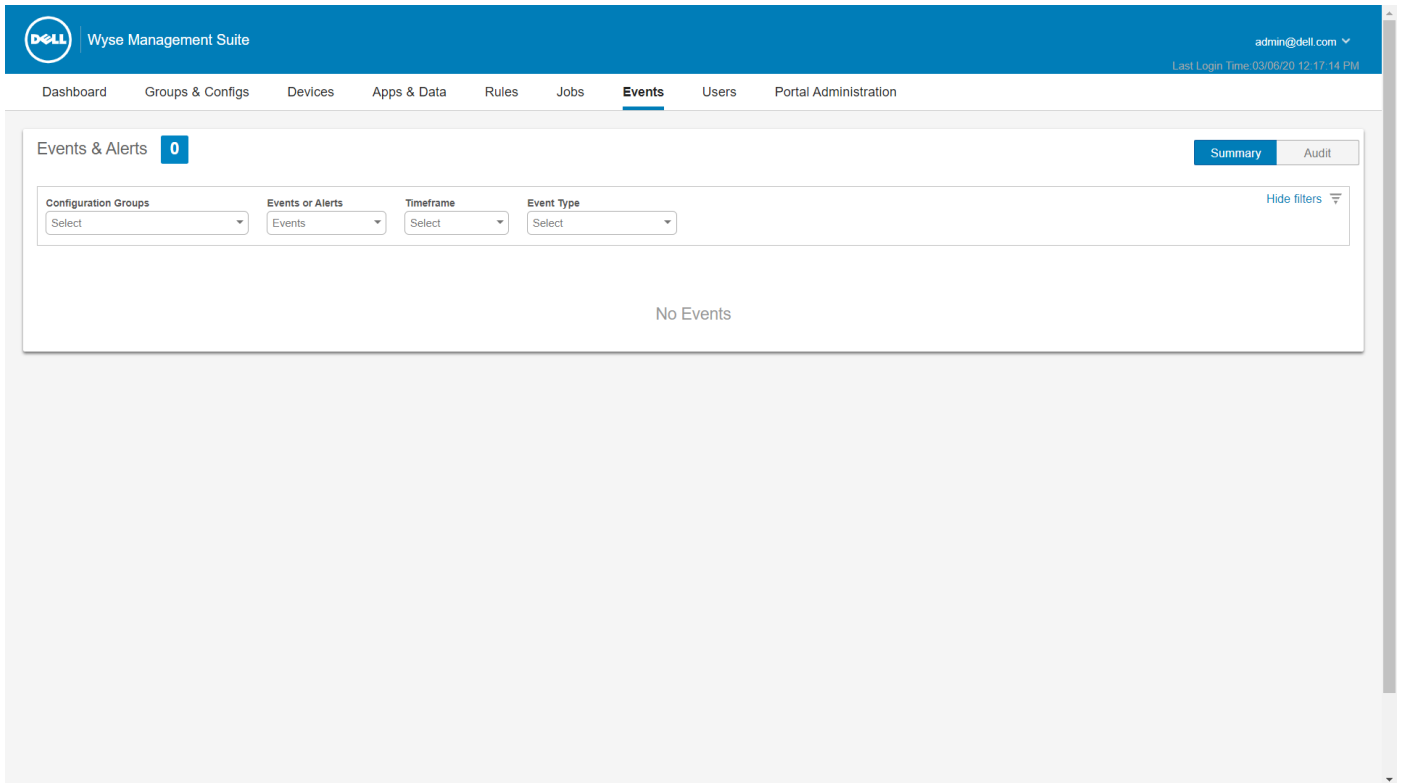 DELL
Wyse Management Suite
admin@dell.com
Last Login Time:03/06/20 12:17:14 PM
Dashboard Groups & Configs Devices Apps & Data Rules Jobs Events Users Portal Administration
Events & Alerts 0
Summary Audit
Configuration Groups Events or Alerts Timeframe Event Type Hide filters
Select Events Select Select
No Events